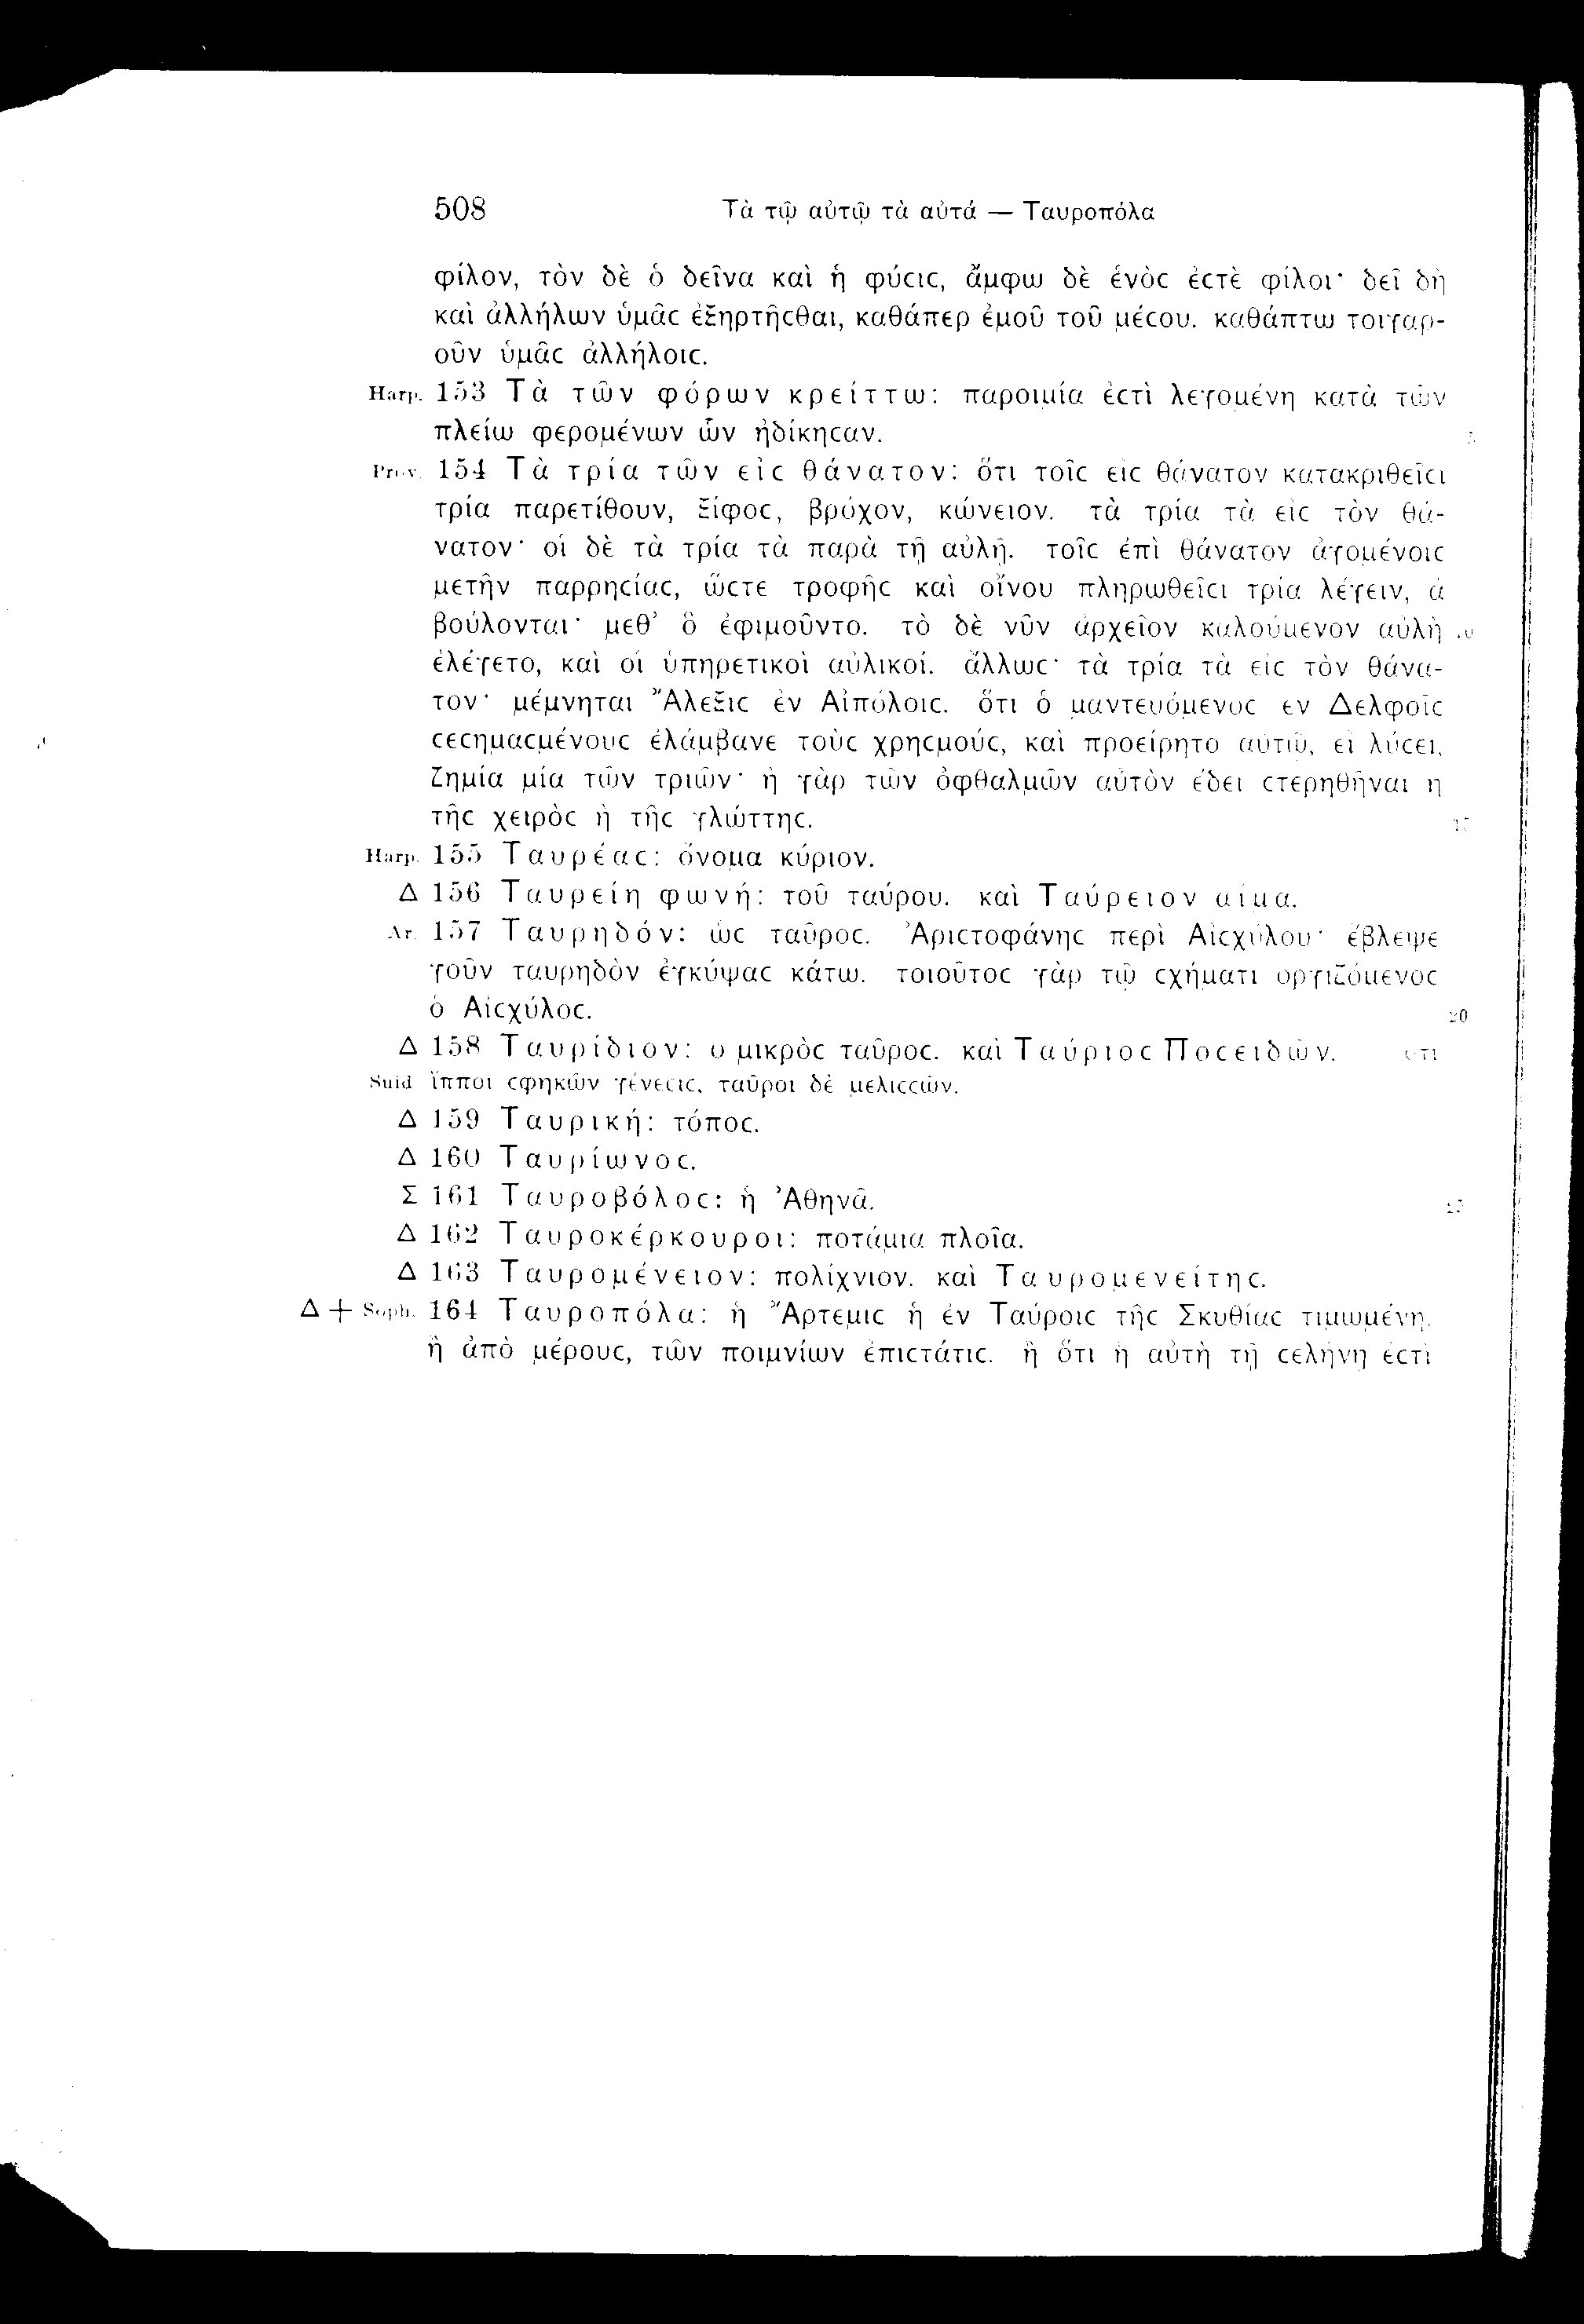 508 Τὰ τῷ αὐτῷ τὰ αὐτά — Ταυροπόλα
φίλον, τὸν δὲ ὁ δεῖνα καὶ ἡ φύϲιϲ, ἄμφω δὲ ἑνὸϲ ἐϲτὲ φίλοι· δεῖ δὴ
καὶ ἀλλήλων ὑμᾶϲ ἐξηρτῆϲθαι, καθάπερ ἐμοῦ τοῦ μέϲου. καθάπτω τοιγαρ-
οῦν ὑμᾶϲ ἀλλήλοιϲ.
Harp. 153 Τὰ τῶν φόρων κρείττω: παροιμία ἐϲτὶ λεγομένη κατὰ τῶν
πλείω φερομένων ὧν ἠδίκηϲαν. 5
Prov. 154 Τὰ τρία τῶν εἰϲ θάνατον: ὅτι τοῖϲ εἰϲ θάνατον κατακριθεῖϲι
τρία παρετίθουν, ξίφοϲ, βρόχον, κώνειον. τὰ τρία τὰ εἰϲ τὸν θά-
νατον· οἱ δὲ τὰ τρία τὰ παρὰ τῇ αὐλῇ. τοῖϲ ἐπὶ θάνατον ἀγομένοιϲ
μετῆν παρρηϲίαϲ, ὥϲτε τροφῆϲ καὶ οἴνου πληρωθεῖϲι τρία λέγειν, ἃ
βούλονται· μεθ’ ὃ ἐφιμοῦντο. τὸ δὲ νῦν ἀρχεῖον καλούμενον αὐλὴ 10
ἐλέγετο, καὶ οἱ ὑπηρετικοὶ αὐλικοί. ἄλλωϲ· τὰ τρία τὰ εἰϲ τὸν θάνα-
τον· μέμνηται Ἄλεξιϲ ἐν Αἰπόλοιϲ. ὅτι ὁ μαντευόμενοϲ ἐν Δελφοῖϲ
ϲεϲημαϲμένουϲ ἐλάμβανε τοὺϲ χρηϲμούϲ, καὶ προείρητο αὐτῷ, εἰ λύϲει,
ζημία μία τῶν τριῶν· ἢ γὰρ τῶν ὀφθαλμῶν αὐτὸν ἔδει ϲτερηθῆναι ἢ
τῆϲ χειρὸϲ ἢ τῆϲ γλώττηϲ. 15
Harp. 155 Ταυρέαϲ: ὄνομα κύριον.
Δ 156 Ταυρείη φωνή: τοῦ ταύρου. καὶ Ταύρειον αἷμα.
Ar. 157 Ταυρηδόν: ὡϲ ταῦροϲ. Ἀριϲτοφάνηϲ περὶ Αἰϲχύλου· ἔβλεψε
γοῦν ταυρηδὸν ἐγκύψαϲ κάτω. τοιοῦτοϲ γὰρ τῷ ϲχήματι ὀργιζόμενοϲ
ὁ Αἰϲχύλοϲ. 20
Δ 158 Ταυρίδιον: ὁ μικρὸϲ ταῦροϲ. καὶ Ταύριοϲ Ποϲειδῶν. ὅτι
Suid ἵπποι ϲφηκῶν γένεϲιϲ, ταῦροι δὲ μελιϲϲῶν.
Δ 159 Ταυρική: τόποϲ.
Δ 160 Ταυρίωνοϲ.
Σ 161 Ταυροβόλοϲ: ἡ Ἀθηνᾶ. 25
Δ 162 Ταυροκέρκουροι: ποτάμια πλοῖα.
Δ 163 Ταυρομένειον: πολίχνιον. καὶ Ταυρομενείτηϲ.
Δ + Soph. 164 Ταυροπόλα: ἡ Ἄρτεμιϲ ἡ ἐν Ταύροιϲ τῆϲ Σκυθίαϲ τιμωμένη.
ἢ ἀπὸ μέρουϲ, τῶν ποιμνίων ἐπιϲτάτιϲ. ἢ ὅτι ἡ αὐτὴ τῇ ϲελήνῃ ἐϲτὶ